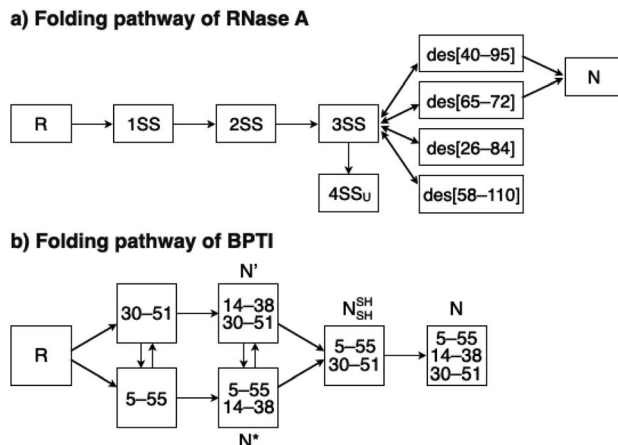 a) Folding pathway of RNase A
R
1SS
2SS
3SS
4SSU
des[40–95]
des[65–72]
des[26–84]
des[58–110]
N
b) Folding pathway of BPTI
R
30–51
5–55
N'
14–38
30–51
5–55
14–38
N*
NSHSH
5–55
30–51
N
5–55
14–38
30–51